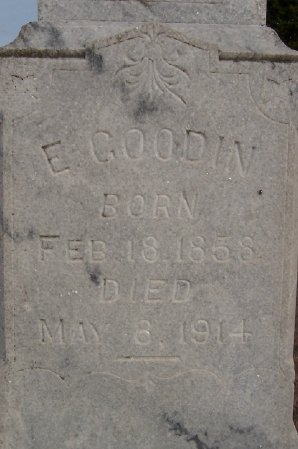 E GOODIN
BORN
FEB 18.1858
DIED
MAY 8, 1914